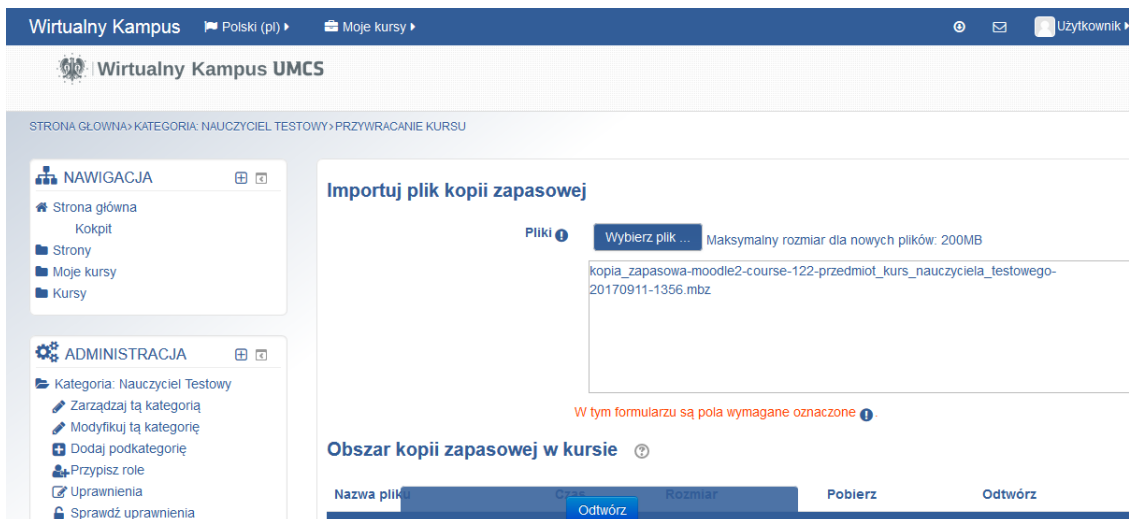 Wirtualny Kampus Polski (pl) Moje kursy Użytkownik
Wirtualny Kampus UMCS
STRONA GŁOWNA>KATEGORIA: NAUCZYCIEL TESTOWY>PRZYWRACANIE KURSU
NAWIGACJA
Strona główna
Kokpit
Strony
Moje kursy
Kursy
ADMINISTRACJA
Kategoria: Nauczyciel Testowy
Zarządzaj tą kategorią
Modyfikuj tą kategorię
Dodaj podkategorię
Przypisz role
Uprawnienia
Sprawdź uprawnienia
Importuj plik kopii zapasowej
Pliki Wybierz plik ... Maksymalny rozmiar dla nowych plików: 200MB
kopia_zapasowa-moodle2-course-122-przedmiot_kurs_nauczyciela_testowego-
20170911-1356.mbz
W tym formularzu są pola wymagane oznaczone .
Obszar kopii zapasowej w kursie
Nazwa pliku Czas Rozmiar Pobierz Odtwórz
Odtwórz